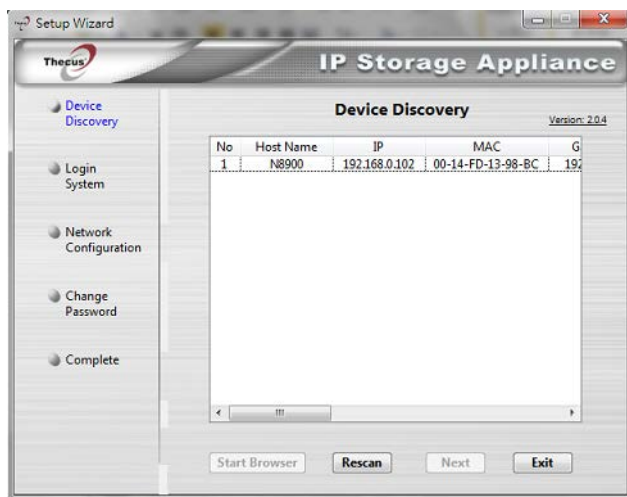 Setup Wizard
Thecus
IP Storage Appliance
Device
Discovery
Login
System
Network
Configuration
Change
Password
Complete
Device Discovery
Version: 2.0.4
No Host Name IP MAC G
1 N8900 192.168.0.102 00-14-FD-13-98-BC 192
Start Browser Rescan Next Exit